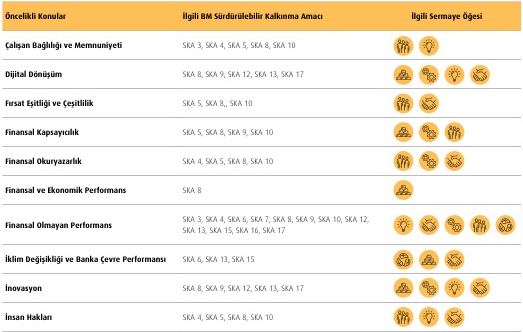 Öncelikli Konular İlgili BM Sürdürülebilir Kalkınma Amacı İlgili Sermaye Öğesi
Çalışan Bağlılığı ve Memnuniyeti SKA 3, SKA 4, SKA 5, SKA 8, SKA 10
Dijital Dönüşüm SKA 8, SKA 9, SKA 12, SKA 13, SKA 17
Fırsat Eşitliği ve Çeşitlilik SKA 5, SKA 8,, SKA 10
Finansal Kapsayıcılık SKA 5, SKA 8, SKA 9, SKA 10
Finansal Okuryazarlık SKA 4, SKA 5, SKA 8, SKA 10
Finansal ve Ekonomik Performans SKA 8
Finansal Olmayan Performans SKA 3, SKA 4, SKA 6, SKA 7, SKA 8, SKA 9, SKA 10, SKA 12,
SKA 13, SKA 15, SKA 16, SKA 17
İklim Değişikliği ve Banka Çevre Performansı SKA 6, SKA 13, SKA 15
İnovasyon SKA 8, SKA 9, SKA 12, SKA 13, SKA 17
İnsan Hakları SKA 4, SKA 5, SKA 8, SKA 10